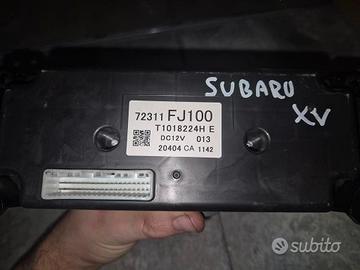 SUBARU
XV
72311 FJ100
T1018224H E
DC12V 013
20404 CA 1142
subito